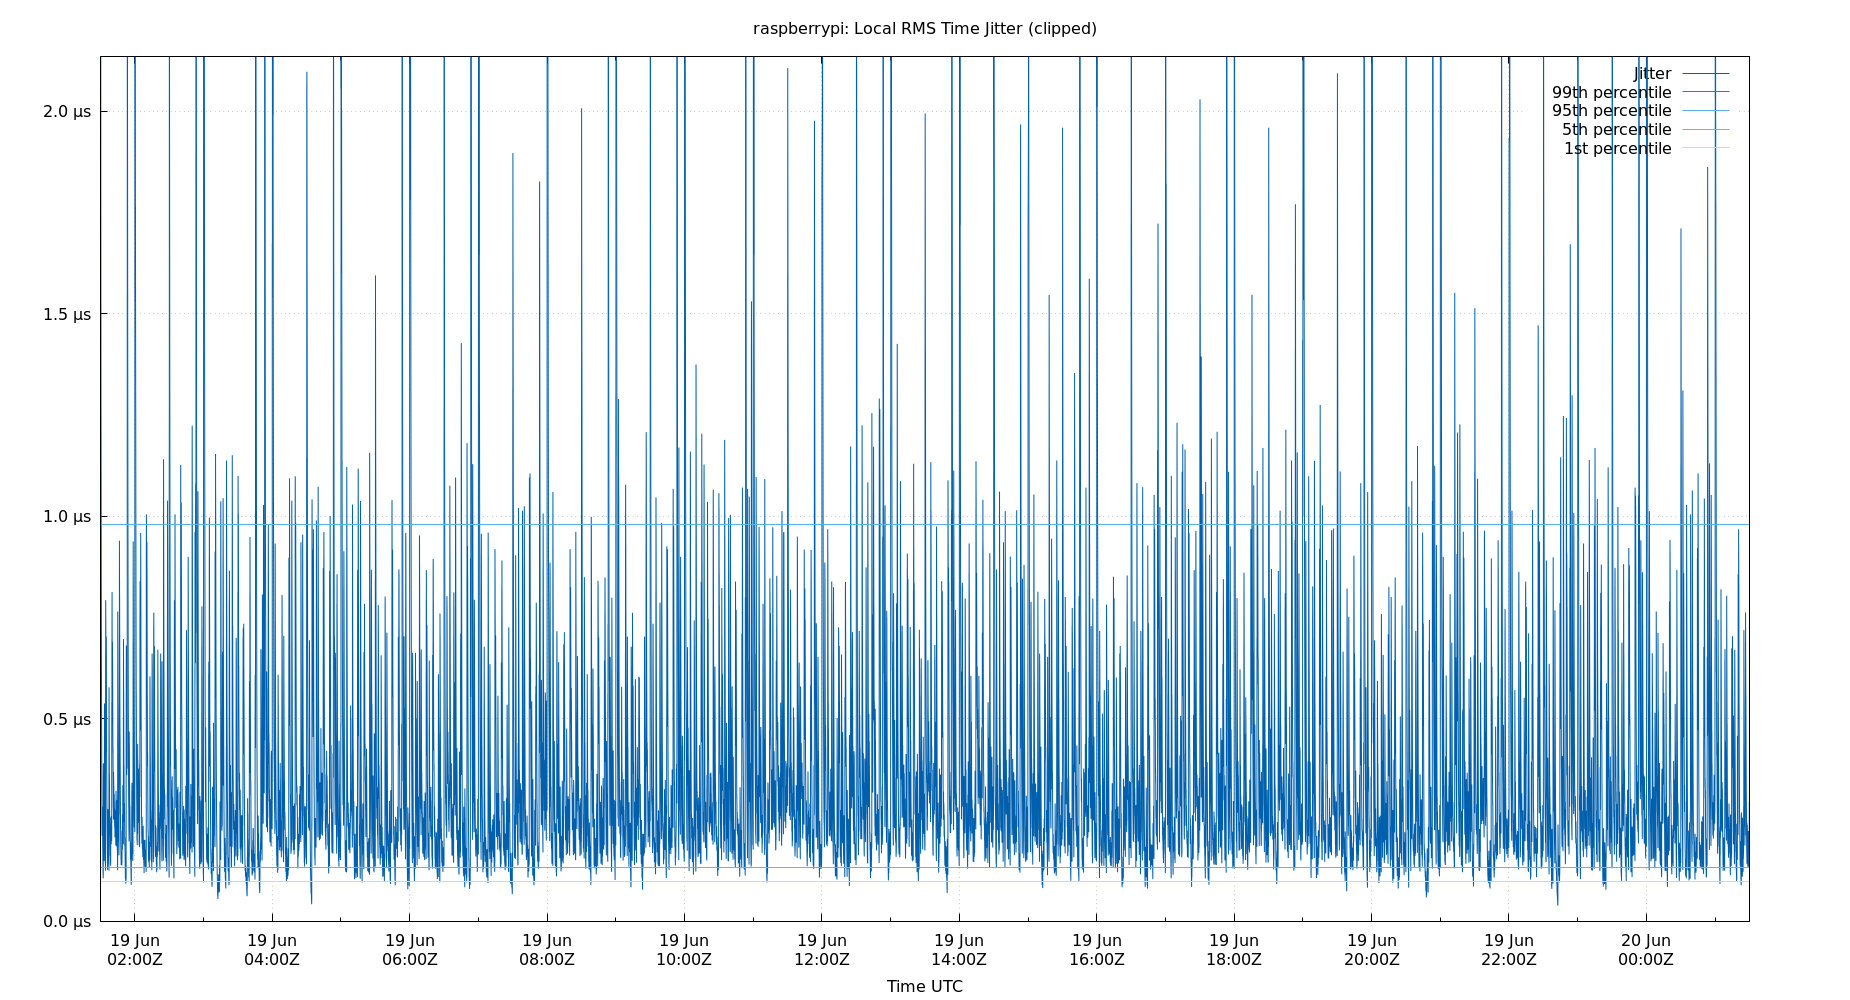 raspberrypi: Local RMS Time Jitter (clipped)
Jitter
99th percentile
95th percentile
5th percentile
1st percentile
2.0 µs
1.5 µs
1.0 µs
0.5 µs
0.0 µs
19 Jun 19 Jun 19 Jun 19 Jun 19 Jun 19 Jun 19 Jun 19 Jun 19 Jun 19 Jun 19 Jun 20 Jun
02:00Z 04:00Z 06:00Z 08:00Z 10:00Z 12:00Z 14:00Z 16:00Z 18:00Z 20:00Z 22:00Z 00:00Z
Time UTC